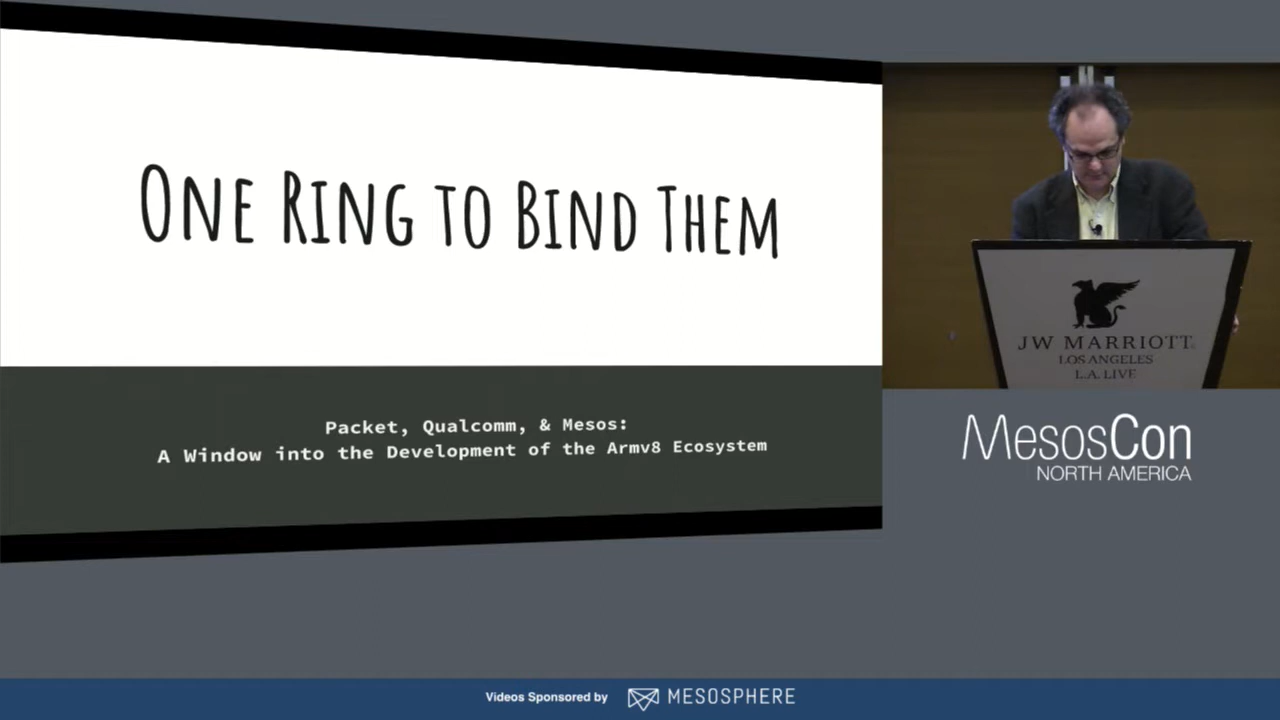 One Ring to Bind Them
Packet, Qualcomm, & Mesos:
A Window into the Development of the Armv8 Ecosystem
JW MARRIOTT
LOS ANGELES
L.A. LIVE
MesosCon
NORTH AMERICA
Videos Sponsored by MESOSPHERE